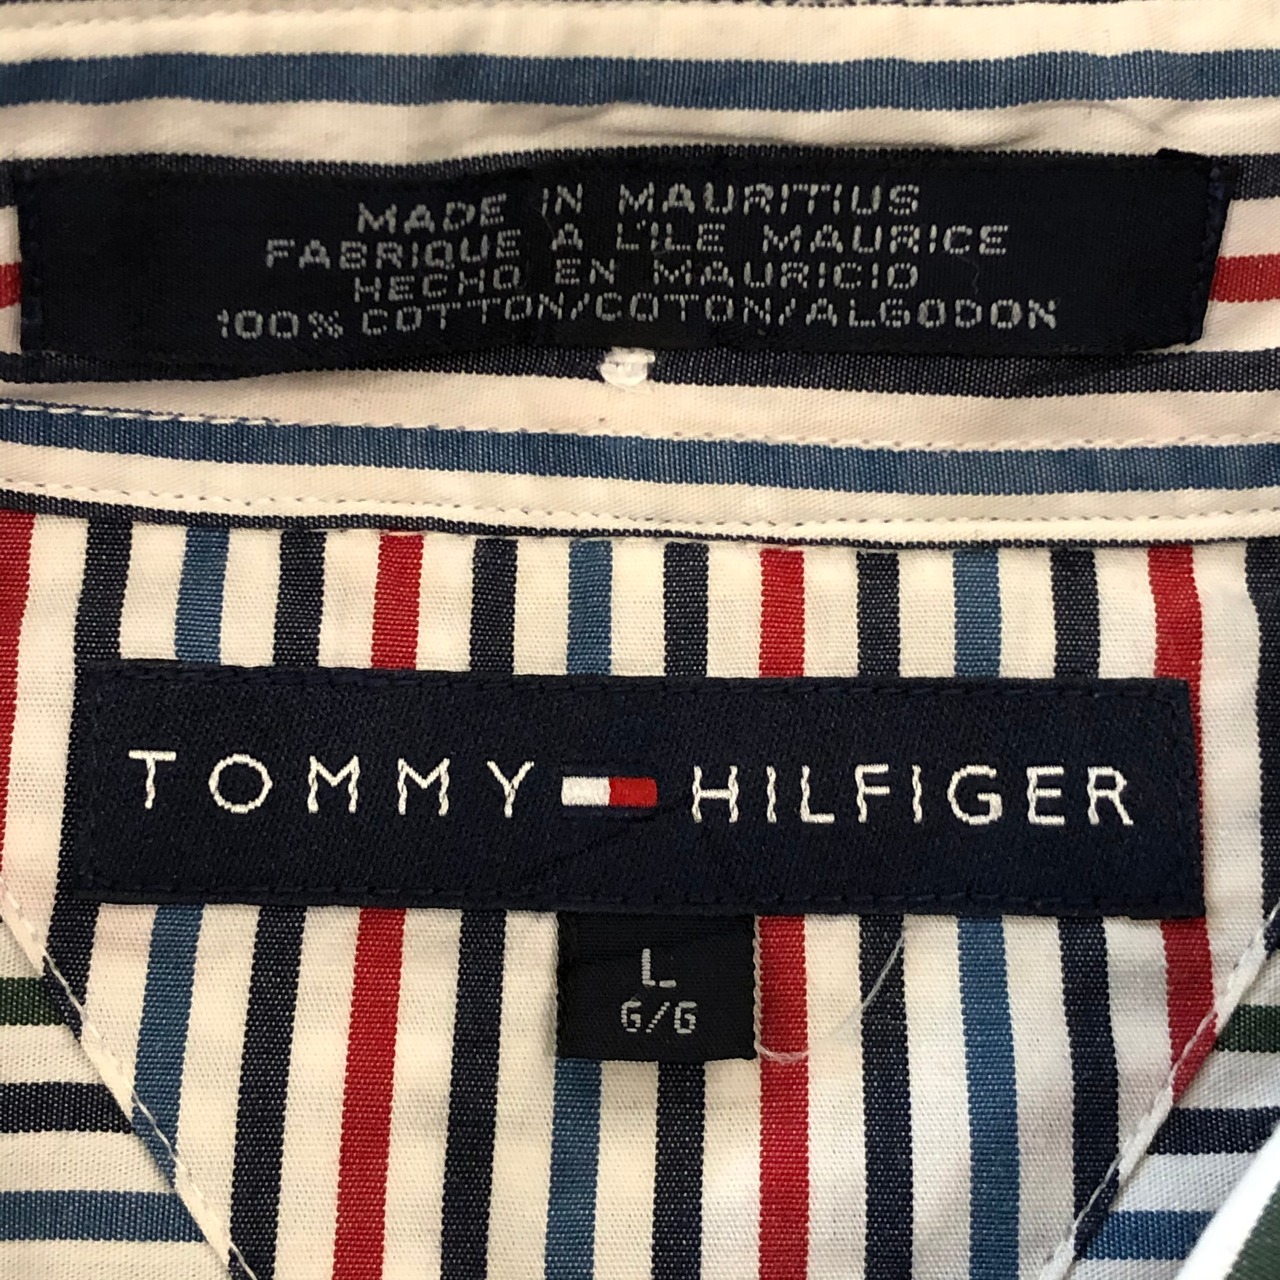 MADE IN MAURITIUS
FABRIQUE A L'ILE MAURICE
HECHO EN MAURICIO
100% COTTON/COTON/ALGODON
TOMMY HILFIGER
L
G/G